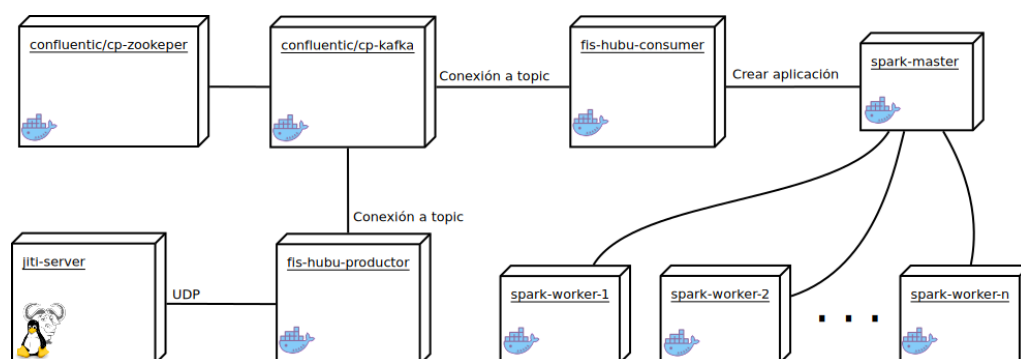 confluentic/cp-zookeper
confluentic/cp-kafka
fis-hubu-consumer
spark-master
Conexión a topic
Crear aplicación
Conexión a topic
jiti-server
fis-hubu-productor
UDP
spark-worker-1
spark-worker-2
spark-worker-n
. . .